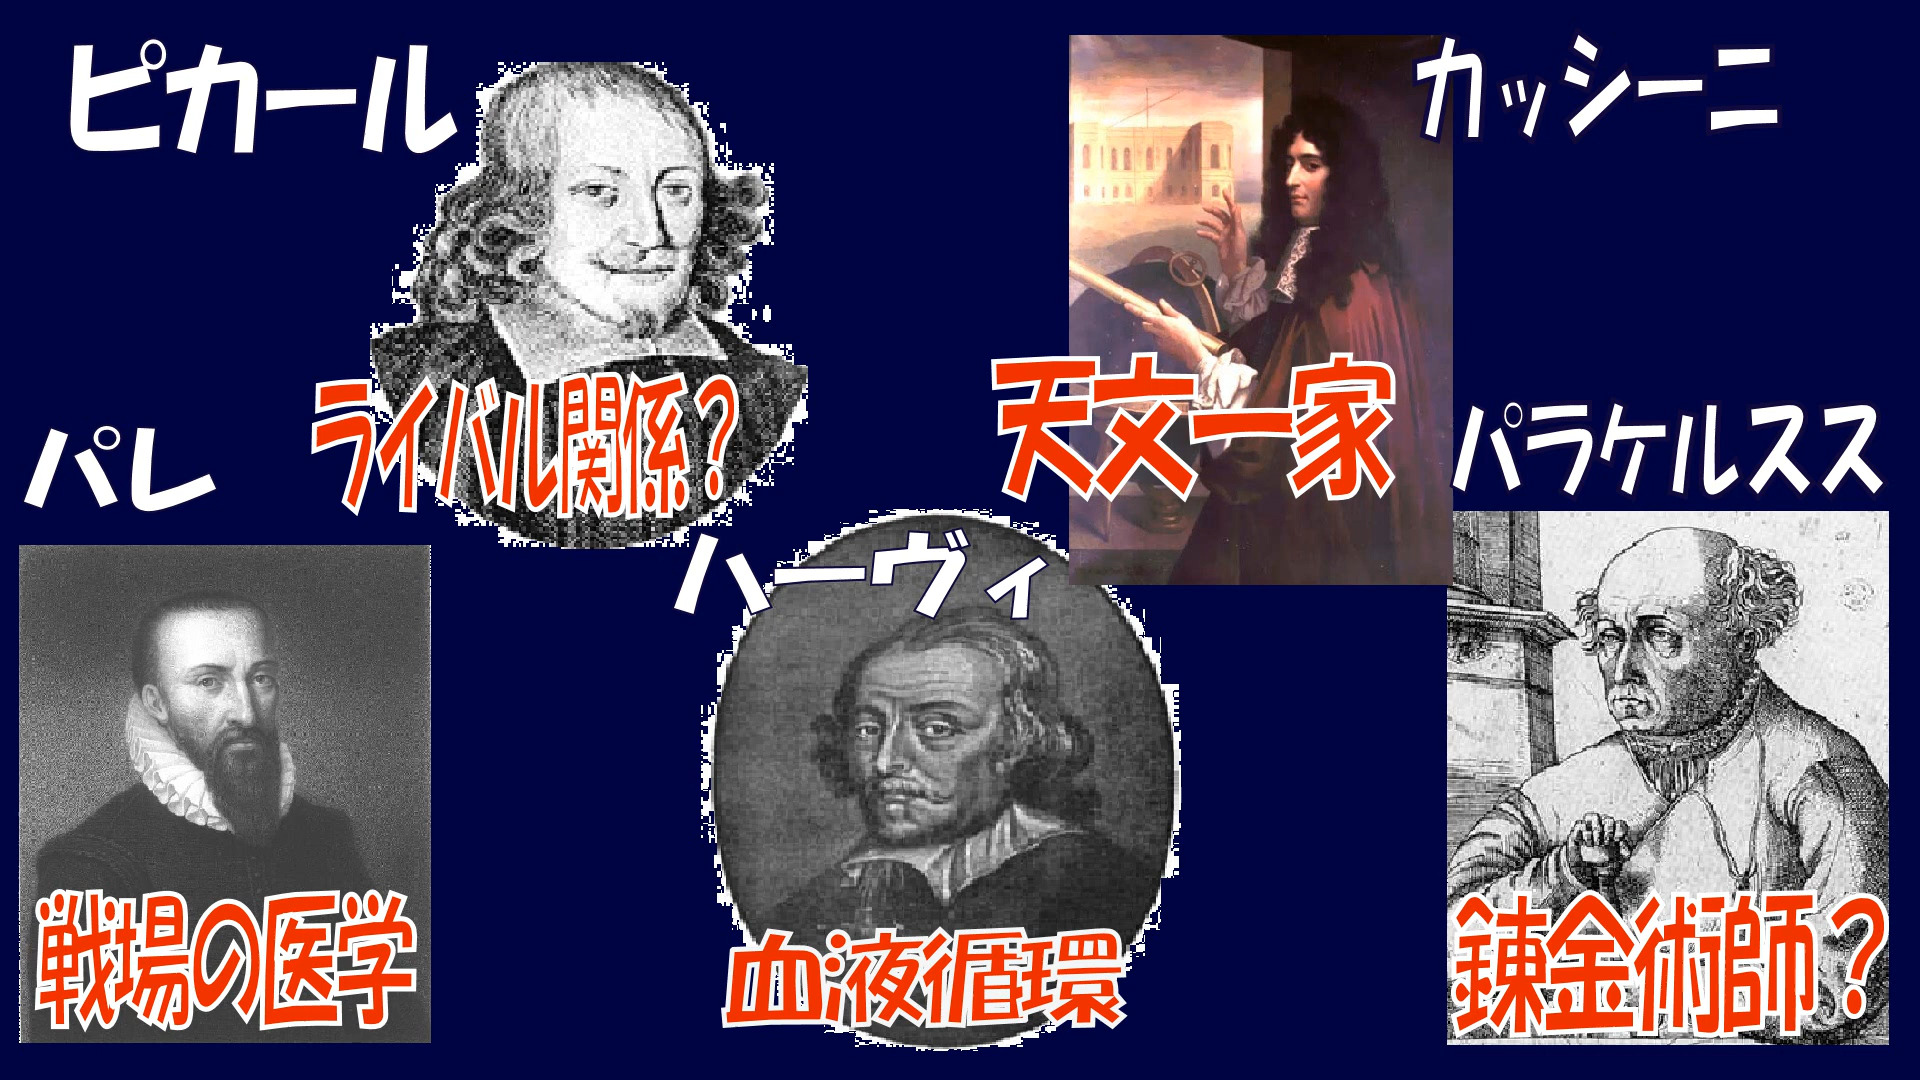 ピカール
カッシーニ
ライバル関係？
天文一家
パレ
パラケルスス
ハーヴィ
戦場の医学
血液循環
錬金術師？